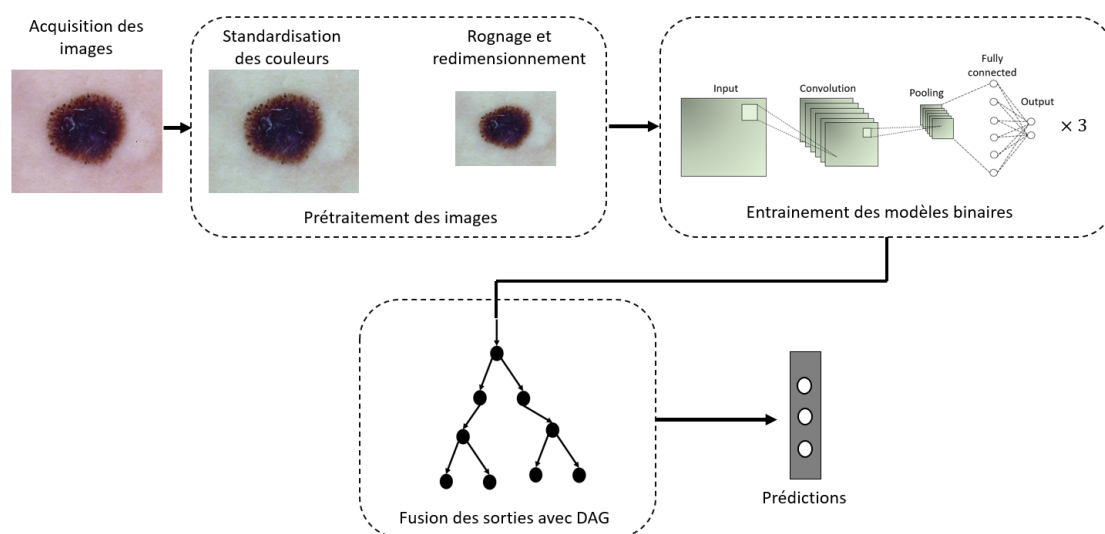 Acquisition des
images
Standardisation
des couleurs
Rognage et
redimensionnement
Prétraitement des images
Input
Convolution
Pooling
Fully
connected
Output
× 3
Entrainement des modèles binaires
Fusion des sorties avec DAG
Prédictions